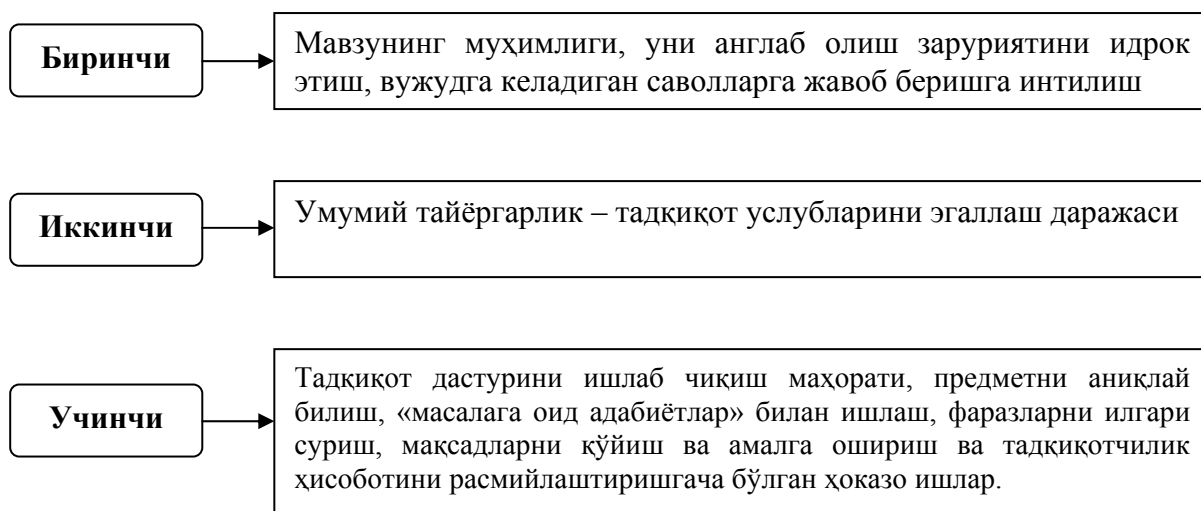 Биринчи
Мавзунинг муҳимлиги, уни англаб олиш заруриятини идрок
этиш, вужудга келадиган саволларга жавоб беришга интилиш
Иккинчи
Умумий тайёргарлик – тадқиқот услубларини эгаллаш даражаси
Учинчи
Тадқиқот дастурини ишлаб чиқиш маҳорати, предметни аниқлай
билиш, «масалага оид адабиётлар» билан ишлаш, фаразларни илгари
суриш, мақсадларни қўйиш ва амалга ошириш ва тадқиқотчилик
ҳисоботини расмийлаштиришгача бўлган ҳоказо ишлар.